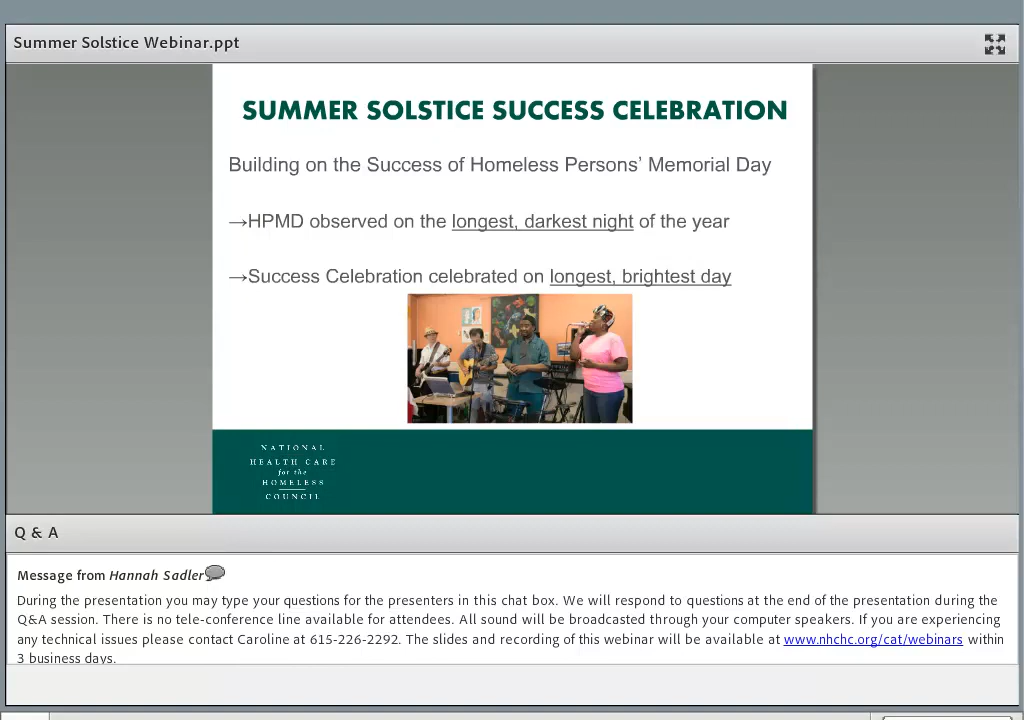 Summer Solstice Webinar.ppt
SUMMER SOLSTICE SUCCESS CELEBRATION
Building on the Success of Homeless Persons’ Memorial Day
→HPMD observed on the longest, darkest night of the year
→Success Celebration celebrated on longest, brightest day
NATIONAL
HEALTH CARE
for the
HOMELESS
COUNCIL
Q & A
Message from Hannah Sadler
During the presentation you may type your questions for the presenters in this chat box. We will respond to questions at the end of the presentation during the
Q&A session. There is no tele-conference line available for attendees. All sound will be broadcasted through your computer speakers. If you are experiencing
any technical issues please contact Caroline at 615-226-2292. The slides and recording of this webinar will be available at www.nhchc.org/cat/webinars within
3 business days.